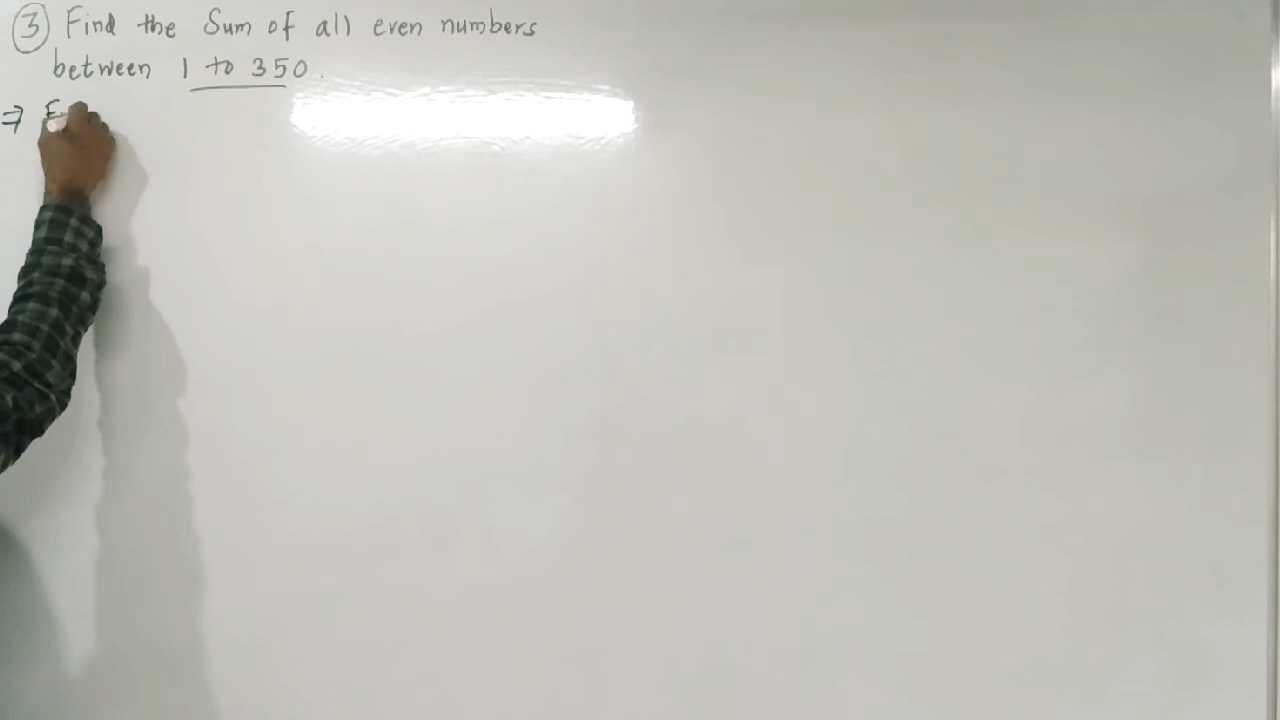 ③ Find the Sum of all even numbers
between 1 to 350.
⇒ E